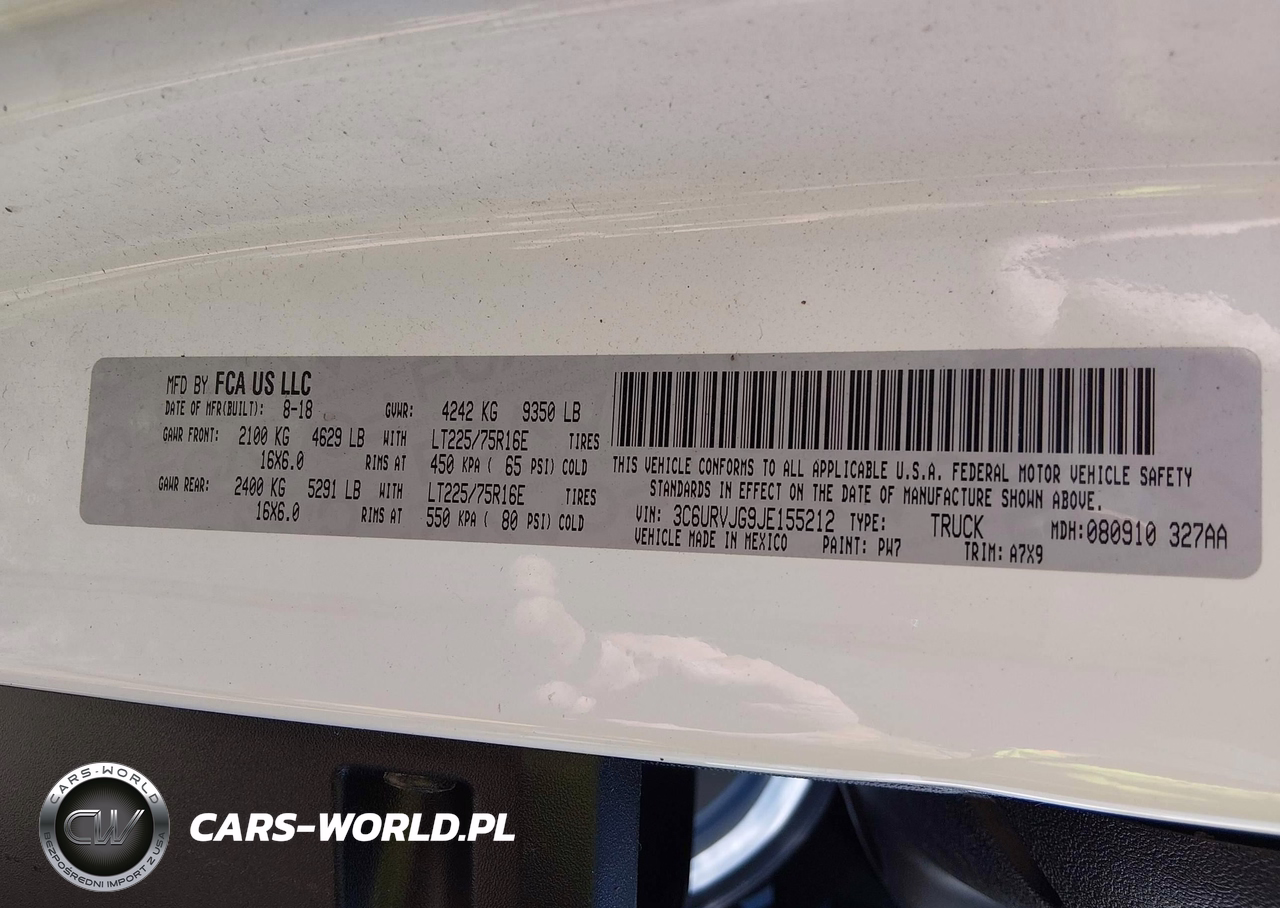 MFD BY FCA US LLC
DATE OF MFR(BUILT): 8-18 GVWR: 4242 KG 9350 LB
GAWR FRONT: 2100 KG 4629 LB WITH LT225/75R16E TIRES
16X6.0 RIMS AT 450 KPA ( 65 PSI) COLD
GAWR REAR: 2400 KG 5291 LB WITH LT225/75R16E TIRES
16X6.0 RIMS AT 550 KPA ( 80 PSI) COLD
THIS VEHICLE CONFORMS TO ALL APPLICABLE U.S.A. FEDERAL MOTOR VEHICLE SAFETY
STANDARDS IN EFFECT ON THE DATE OF MANUFACTURE SHOWN ABOVE.
VIN: 3C6URVJG9JE155212 TYPE: TRUCK MDH:080910 327AA
VEHICLE MADE IN MEXICO PAINT: PW7 TRIM: A7X9
CARS-WORLD
CW
BEZPOŚREDNI IMPORT Z USA
CARS-WORLD.PL